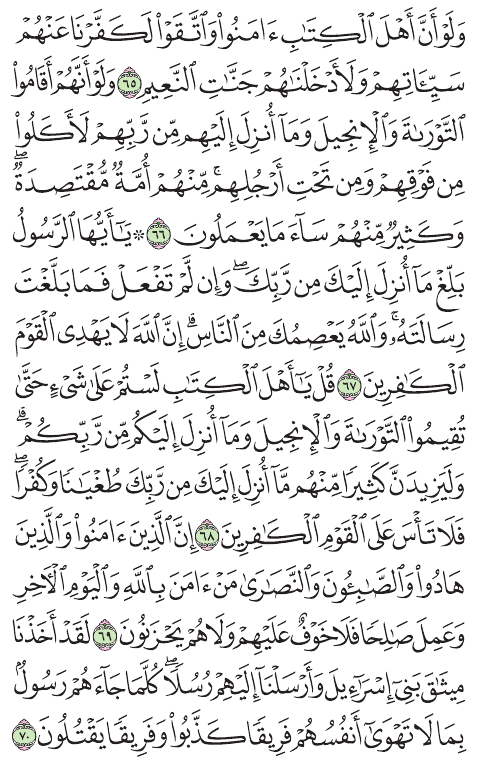 وَلَوْ أَنَّ أَهْلَ ٱلْكِتَٰبِ ءَامَنُوا۟ وَٱتَّقَوْا۟ لَكَفَّرْنَا عَنْهُمْ
سَيِّـَٔاتِهِمْ وَلَأَدْخَلْنَٰهُمْ جَنَّٰتِ ٱلنَّعِيمِ ٦٥ وَلَوْ أَنَّهُمْ أَقَامُوا۟
ٱلتَّوْرَىٰةَ وَٱلْإِنجِيلَ وَمَآ أُنزِلَ إِلَيْهِم مِّن رَّبِّهِمْ لَأَكَلُوا۟
مِن فَوْقِهِمْ وَمِن تَحْتِ أَرْجُلِهِم ۚ مِّنْهُمْ أُمَّةٌ مُّقْتَصِدَةٌ ۖ
وَكَثِيرٌ مِّنْهُمْ سَآءَ مَا يَعْمَلُونَ ٦٦ ۞ يَٰٓأَيُّهَا ٱلرَّسُولُ
بَلِّغْ مَآ أُنزِلَ إِلَيْكَ مِن رَّبِّكَ ۖ وَإِن لَّمْ تَفْعَلْ فَمَا بَلَّغْتَ
رِسَالَتَهُۥ ۚ وَٱللَّهُ يَعْصِمُكَ مِنَ ٱلنَّاسِ ۗ إِنَّ ٱللَّهَ لَا يَهْدِى ٱلْقَوْمَ
ٱلْكَٰفِرِينَ ٦٧ قُلْ يَٰٓأَهْلَ ٱلْكِتَٰبِ لَسْتُمْ عَلَىٰ شَىْءٍ حَتَّىٰ
تُقِيمُوا۟ ٱلتَّوْرَىٰةَ وَٱلْإِنجِيلَ وَمَآ أُنزِلَ إِلَيْكُم مِّن رَّبِّكُمْ ۗ
وَلَيَزِيدَنَّ كَثِيرًا مِّنْهُم مَّآ أُنزِلَ إِلَيْكَ مِن رَّبِّكَ طُغْيَٰنًا وَكُفْرًا ۖ
فَلَا تَأْسَ عَلَى ٱلْقَوْمِ ٱلْكَٰفِرِينَ ٦٨ إِنَّ ٱلَّذِينَ ءَامَنُوا۟ وَٱلَّذِينَ
هَادُوا۟ وَٱلصَّٰبِـُٔونَ وَٱلنَّصَٰرَىٰ مَنْ ءَامَنَ بِٱللَّهِ وَٱلْيَوْمِ ٱلْءَاخِرِ
وَعَمِلَ صَٰلِحًا فَلَا خَوْفٌ عَلَيْهِمْ وَلَا هُمْ يَحْزَنُونَ ٦٩ لَقَدْ أَخَذْنَا
مِيثَٰقَ بَنِىٓ إِسْرَٰٓءِيلَ وَأَرْسَلْنَآ إِلَيْهِمْ رُسُلًا ۖ كُلَّمَا جَآءَهُمْ رَسُولٌۢ
بِمَا لَا تَهْوَىٰٓ أَنفُسُهُمْ فَرِيقًا كَذَّبُوا۟ وَفَرِيقًا يَقْتُلُونَ ٧٠